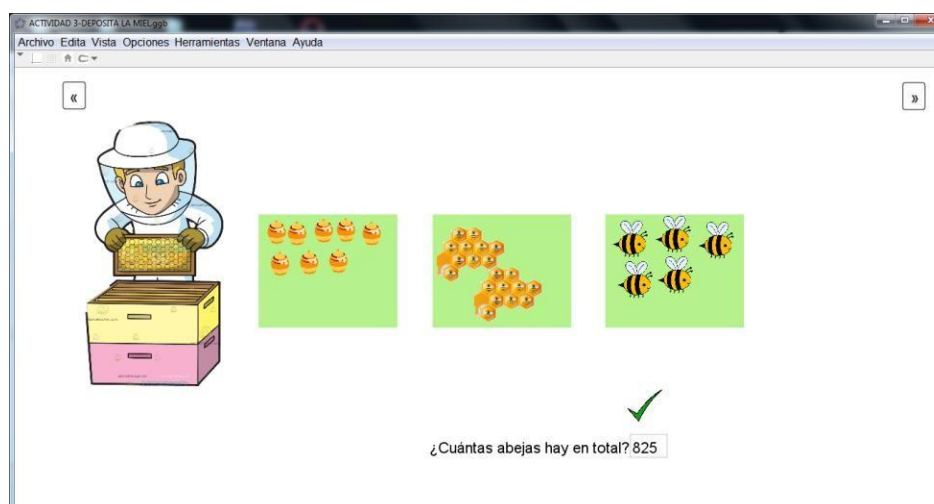 ACTIVIDAD 3-DEPOSITA LA MIEL.ggb
Archivo Edita Vista Opciones Herramientas Ventana Ayuda
«
»
¿Cuántas abejas hay en total? 825